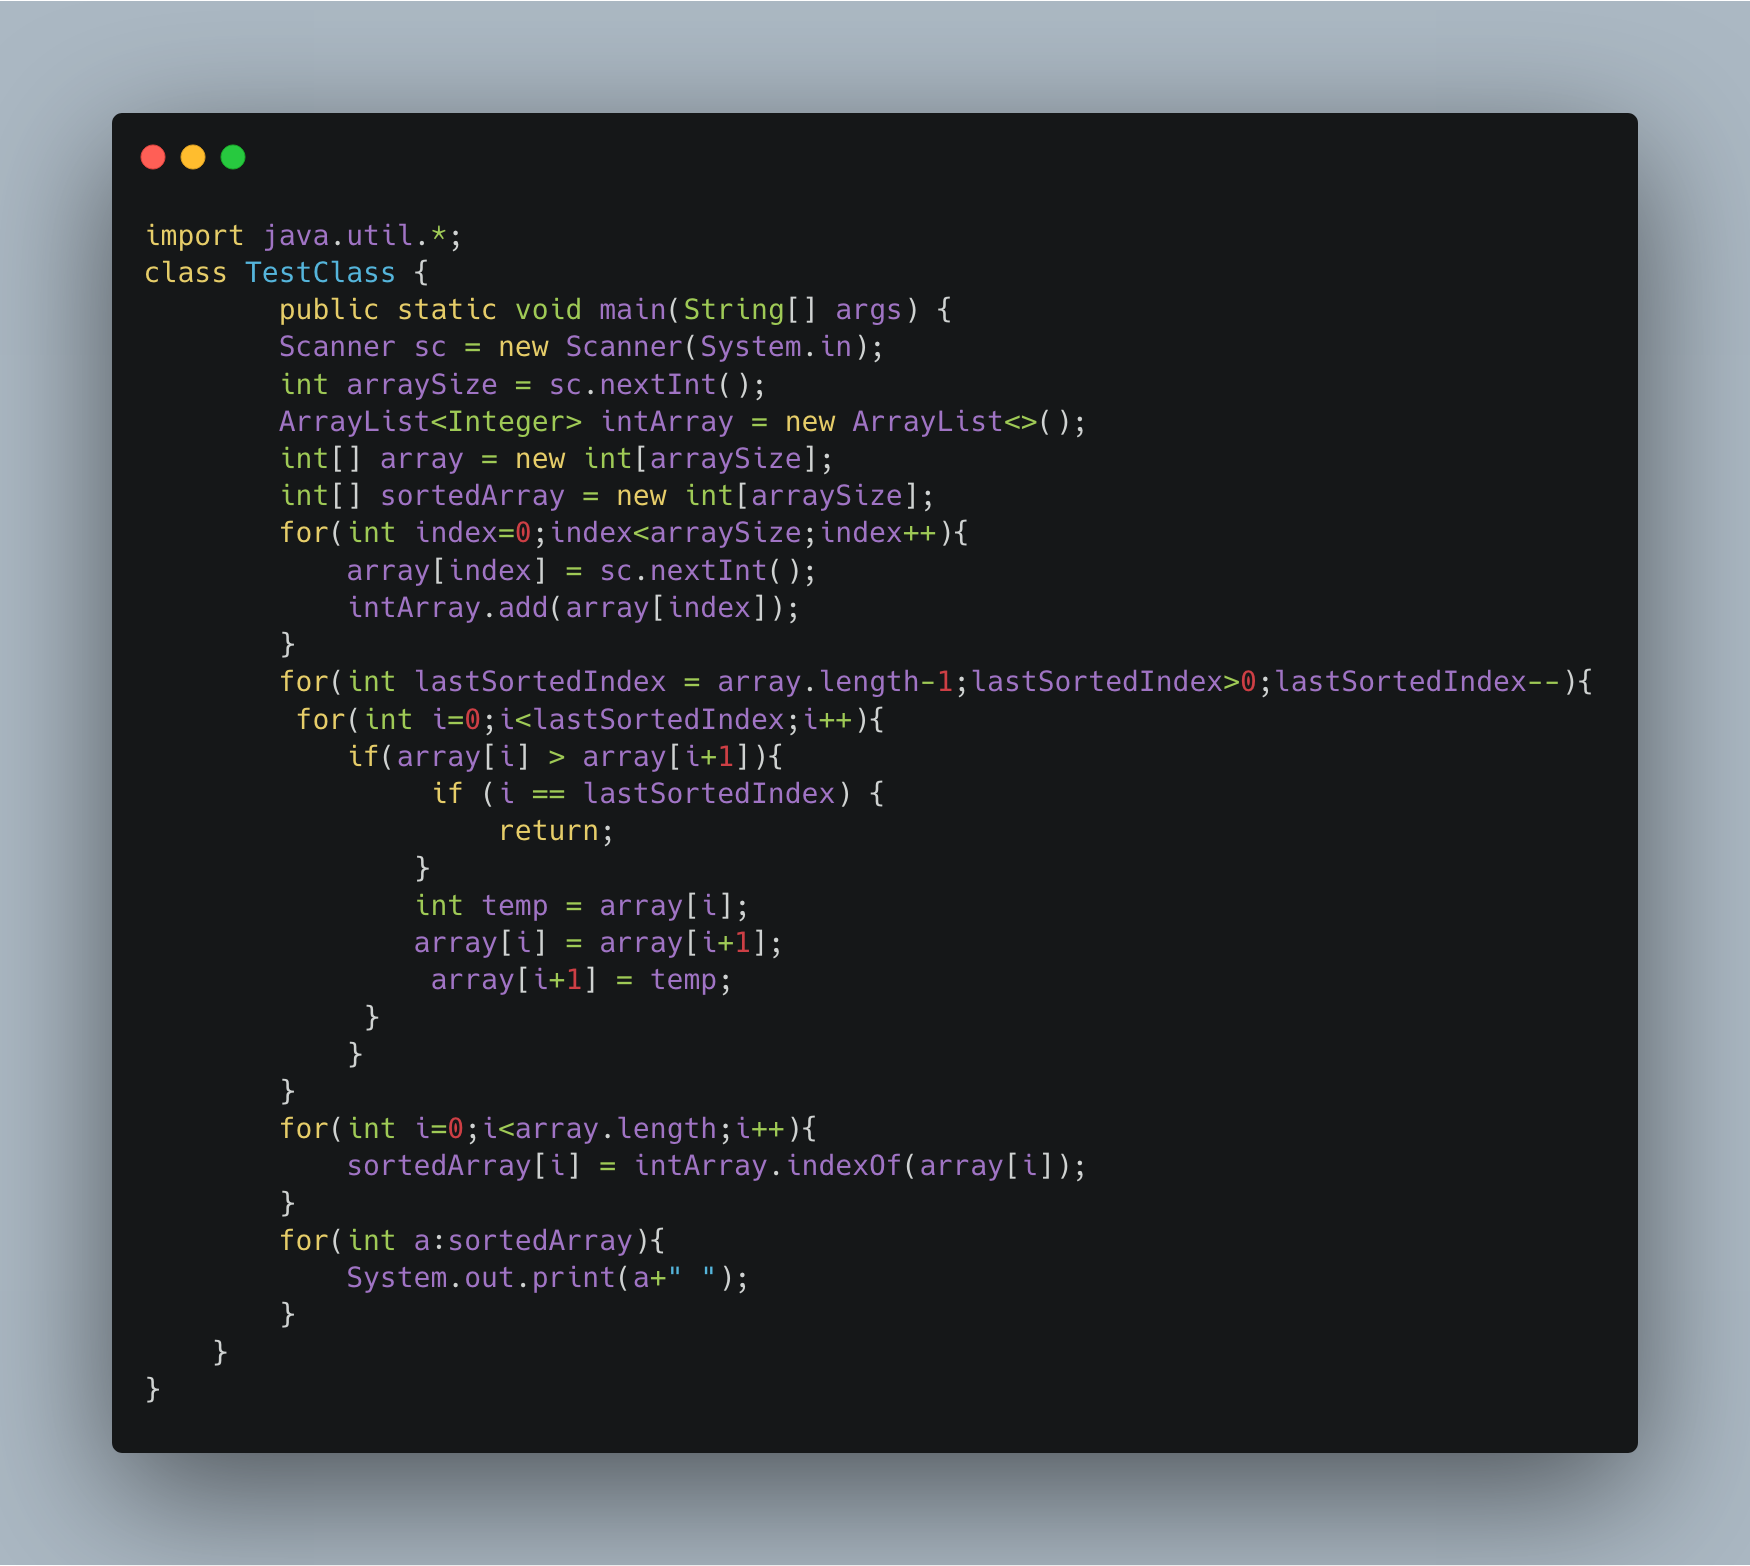 import java.util.*;
class TestClass {
        public static void main(String[] args) {
        Scanner sc = new Scanner(System.in);
        int arraySize = sc.nextInt();
        ArrayList<Integer> intArray = new ArrayList<>();
        int[] array = new int[arraySize];
        int[] sortedArray = new int[arraySize];
        for(int index=0;index<arraySize;index++){
            array[index] = sc.nextInt();
            intArray.add(array[index]);
        }
        for(int lastSortedIndex = array.length-1;lastSortedIndex>0;lastSortedIndex--){
         for(int i=0;i<lastSortedIndex;i++){
            if(array[i] > array[i+1]){
                 if (i == lastSortedIndex) {
                     return;
                }
                int temp = array[i];
                array[i] = array[i+1];
                 array[i+1] = temp;
             }
            }
        }
        for(int i=0;i<array.length;i++){
            sortedArray[i] = intArray.indexOf(array[i]);
        }
        for(int a:sortedArray){
            System.out.print(a+" ");
        }
    }
}